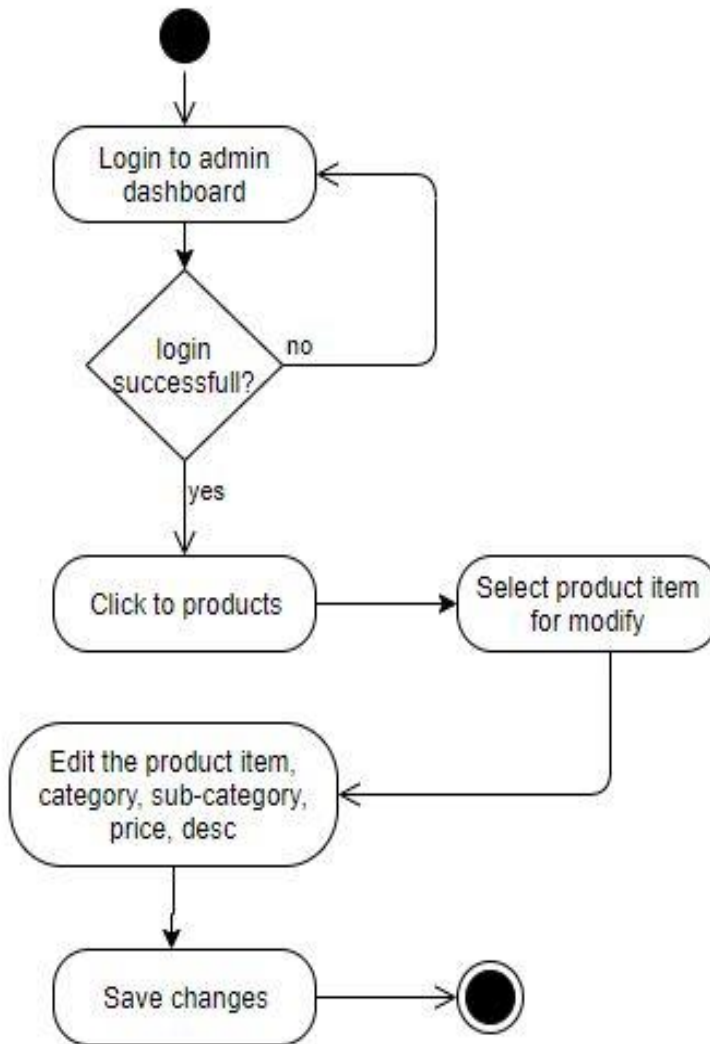 Login to admin
dashboard
login
successfull?
no
yes
Click to products
Select product item
for modify
Edit the product item,
category, sub-category,
price, desc
Save changes